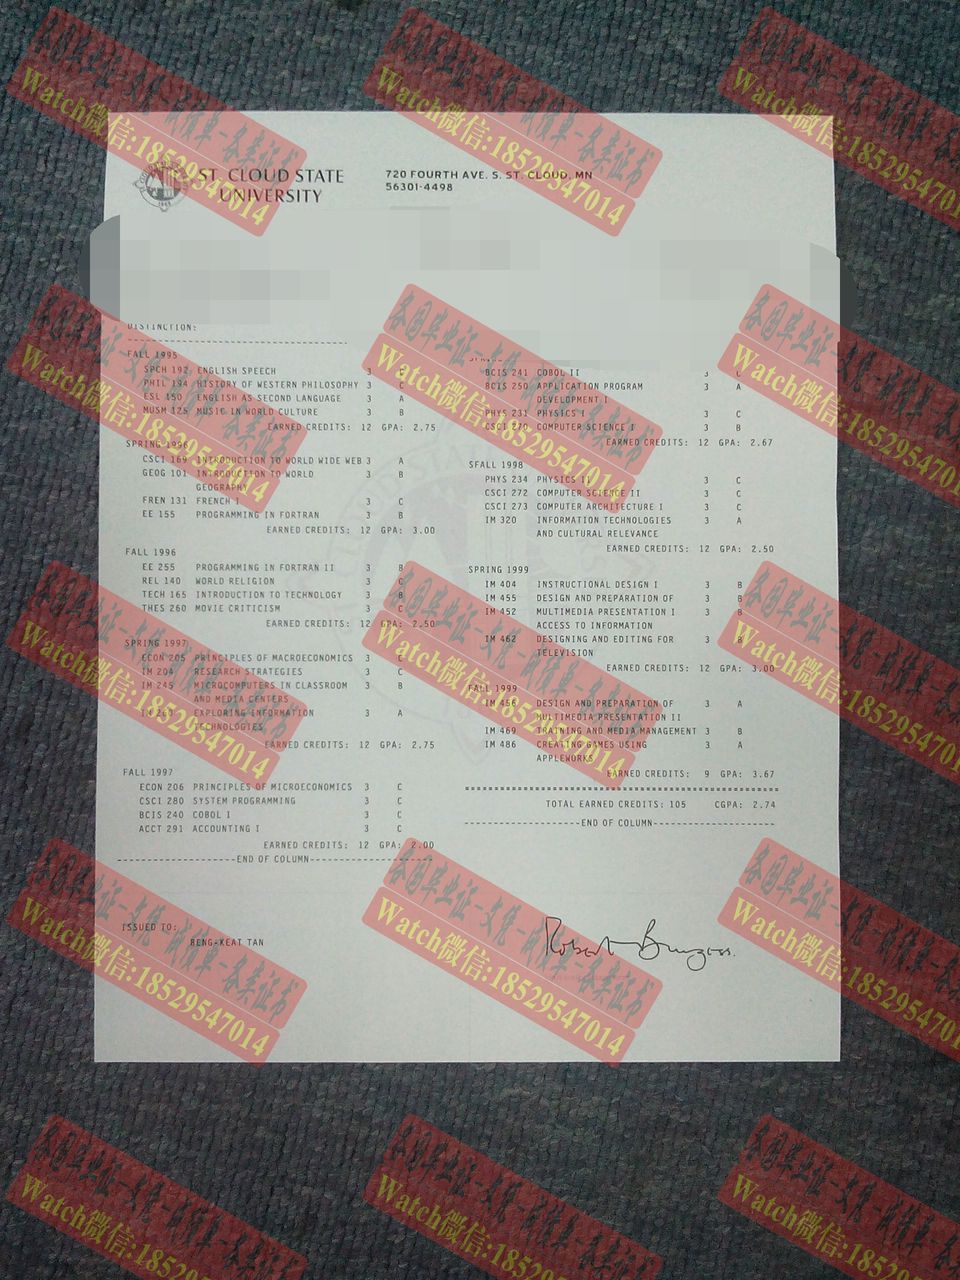 ST. CLOUD STATE
UNIVERSITY
720 FOURTH AVE. S. ST. CLOUD, MN
56301-4498
DISTINCTION:
FALL 1995
SPCH 192 ENGLISH SPEECH 3
PHIL 194 HISTORY OF WESTERN PHILOSOPHY 3 C
ESL 150 ENGLISH AS SECOND LANGUAGE 3 A
MUSM 125 MUSIC IN WORLD CULTURE 3 B
EARNED CREDITS: 12 GPA: 2.75
SPRING 1996
CSCI 169 INTRODUCTION TO WORLD WIDE WEB 3 A
GEOG 101 INTRODUCTION TO WORLD 3 B
GEOGRAPHY
FREN 131 FRENCH I 3 C
EE 155 PROGRAMMING IN FORTRAN 3 B
EARNED CREDITS: 12 GPA: 3.00
FALL 1996
EE 255 PROGRAMMING IN FORTRAN II 3 B
REL 140 WORLD RELIGION 3 C
TECH 165 INTRODUCTION TO TECHNOLOGY 3 B
THES 260 MOVIE CRITICISM 3 C
EARNED CREDITS: 12 GPA: 2.50
SPRING 1997
ECON 205 PRINCIPLES OF MACROECONOMICS 3
IM 204 RESEARCH STRATEGIES 3 C
IM 245 MICROCOMPUTERS IN CLASSROOM 3 B
AND MEDIA CENTERS
IM 260 EXPLORING INFORMATION 3 A
TECHNOLOGIES
EARNED CREDITS: 12 GPA: 2.75
FALL 1997
ECON 206 PRINCIPLES OF MICROECONOMICS 3 C
CSCI 280 SYSTEM PROGRAMMING 3 C
BCIS 240 COBOL I 3 C
ACCT 291 ACCOUNTING I 3 C
EARNED CREDITS: 12 GPA: 2.00
END OF COLUMN
BCIS 241 COBOL II 3 C
BCIS 250 APPLICATION PROGRAM 3 A
DEVELOPMENT I
PHYS 231 PHYSICS I 3 C
CSCI 270 COMPUTER SCIENCE I 3 B
EARNED CREDITS: 12 GPA: 2.67
SFALL 1998
PHYS 234 PHYSICS II 3 C
CSCI 272 COMPUTER SCIENCE II 3 C
CSCI 273 COMPUTER ARCHITECTURE I 3 C
IM 320 INFORMATION TECHNOLOGIES 3 A
AND CULTURAL RELEVANCE
EARNED CREDITS: 12 GPA: 2.50
SPRING 1999
IM 404 INSTRUCTIONAL DESIGN I 3 B
IM 455 DESIGN AND PREPARATION OF 3 B
IM 452 MULTIMEDIA PRESENTATION I 3 B
ACCESS TO INFORMATION
IM 462 DESIGNING AND EDITING FOR 3 B
TELEVISION
EARNED CREDITS: 12 GPA: 3.00
FALL 1999
IM 456 DESIGN AND PREPARATION OF 3 A
MULTIMEDIA PRESENTATION II
IM 469 TRAINING AND MEDIA MANAGEMENT 3 B
IM 486 CREATING GAMES USING 3 A
APPLEWORKS
EARNED CREDITS: 9 GPA: 3.67
TOTAL EARNED CREDITS: 105 CGPA: 2.74
END OF COLUMN
ISSUED TO:
BENG-KEAT TAN
Robert Burgess
各国毕业证-文凭-成绩单-各类证书
Watch微信:18529547014